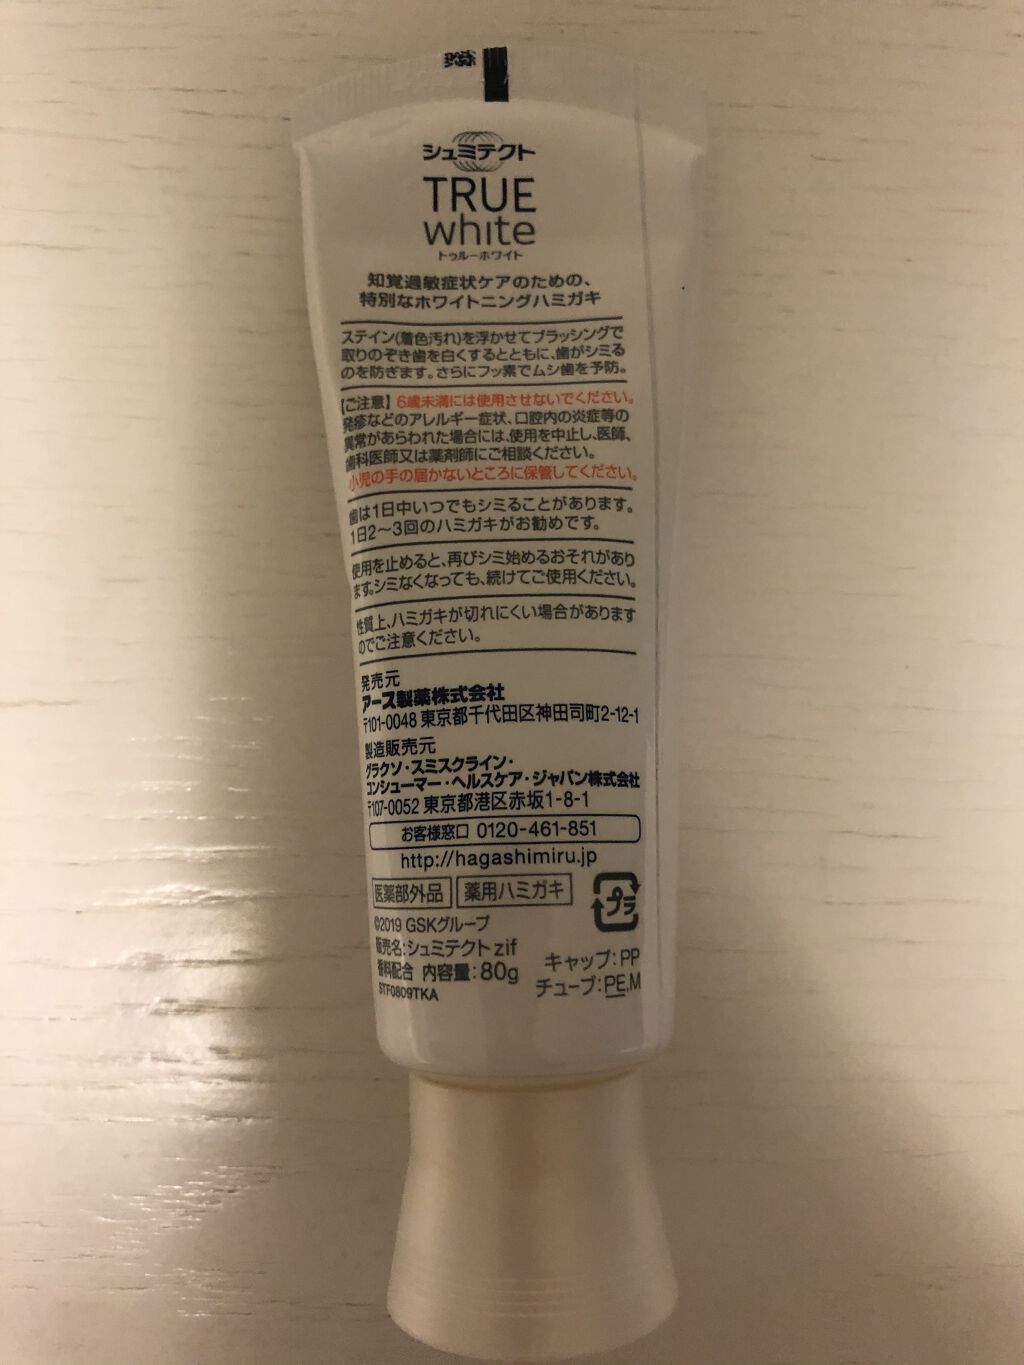 シュミテクト
TRUE
white
トゥルーホワイト
知覚過敏症状ケアのための、
特別なホワイトニングハミガキ
ステイン(着色汚れ)を浮かせてブラッシングで
取りのぞき歯を白くするとともに、歯がシミる
のを防ぎます。さらにフッ素でムシ歯を予防。
【ご注意】6歳未満には使用させないでください。
発疹などのアレルギー症状、口腔内の炎症等の
異常があらわれた場合には、使用を中止し、医師、
歯科医師又は薬剤師にご相談ください。
小児の手の届かないところに保管してください。
歯は1日中いつでもシミることがあります。
1日2〜3回のハミガキがお勧めです。
使用を止めると、再びシミ始めるおそれがあり
ます。シミなくなっても、続けてご使用ください。
性質上、ハミガキが切れにくい場合があります
のでご注意ください。
発売元
アース製薬株式会社
〒101-0048 東京都千代田区神田司町2-12-1
製造販売元
グラクソ・スミスクライン・
コンシューマー・ヘルスケア・ジャパン株式会社
〒107-0052 東京都港区赤坂1-8-1
お客様窓口 0120-461-851
http://hagashimiru.jp
医薬部外品 薬用ハミガキ
プラ
©2019 GSKグループ
販売名:シュミテクトzif
香料配合 内容量:80g
STF0809TKA
キャップ:PP
チューブ:PE,M